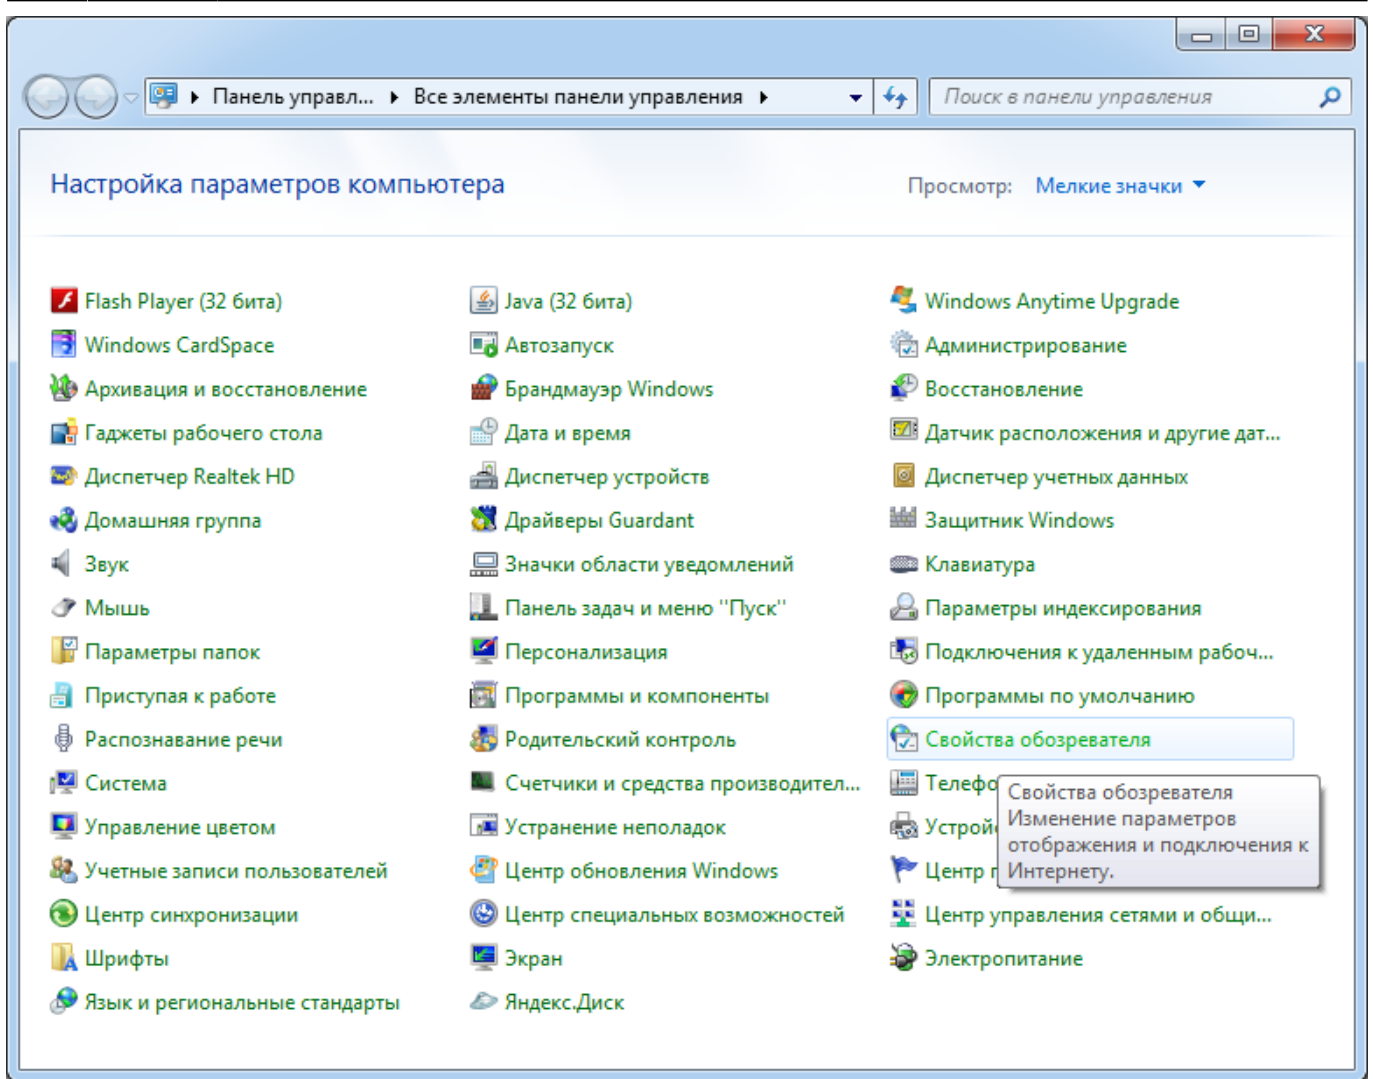 Панель управл... Все элементы панели управления
Поиск в панели управления
Настройка параметров компьютера
Просмотр: Мелкие значки
Flash Player (32 бита)
Java (32 бита)
Windows Anytime Upgrade
Windows CardSpace
Автозапуск
Администрирование
Архивация и восстановление
Брандмауэр Windows
Восстановление
Гаджеты рабочего стола
Дата и время
Датчик расположения и другие дат...
Диспетчер Realtek HD
Диспетчер устройств
Диспетчер учетных данных
Домашняя группа
Драйверы Guardant
Защитник Windows
Звук
Значки области уведомлений
Клавиатура
Мышь
Панель задач и меню ''Пуск''
Параметры индексирования
Параметры папок
Персонализация
Подключения к удаленным рабоч...
Приступая к работе
Программы и компоненты
Программы по умолчанию
Распознавание речи
Родительский контроль
Свойства обозревателя
Система
Счетчики и средства производител...
Телефо
Свойства обозревателя
Изменение параметров
отображения и подключения к
Интернету.
Управление цветом
Устранение неполадок
Устрой
Учетные записи пользователей
Центр обновления Windows
Центр
Центр синхронизации
Центр специальных возможностей
Центр управления сетями и общи...
Шрифты
Экран
Электропитание
Язык и региональные стандарты
Яндекс.Диск